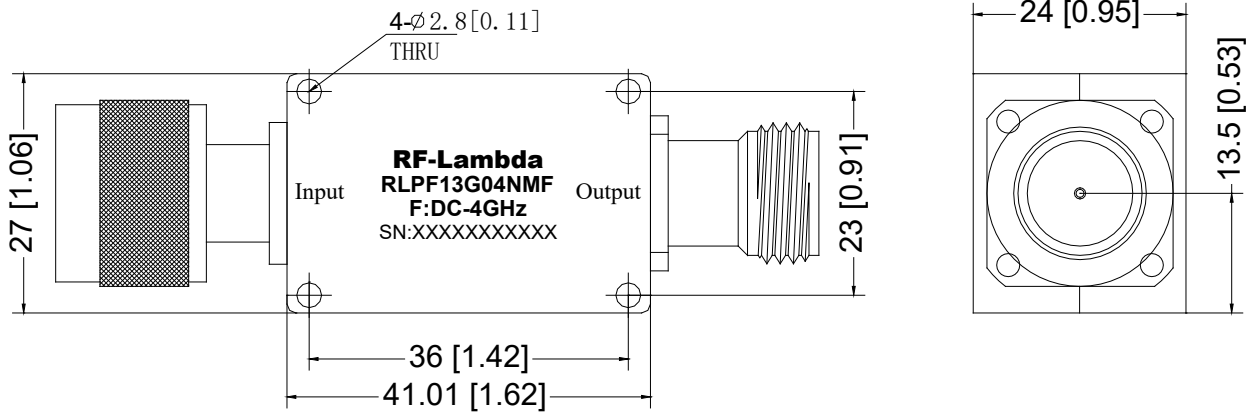 4-∅2.8[0.11]
THRU
24 [0.95]
27 [1.06]
Input
RF-Lambda
RLPF13G04NMF
F:DC-4GHz
SN:XXXXXXXXXXX
Output
23 [0.91]
13.5 [0.53]
36 [1.42]
41.01 [1.62]